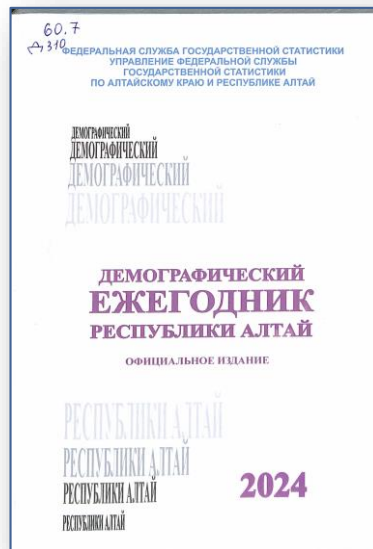 60.7
Д 310
ФЕДЕРАЛЬНАЯ СЛУЖБА ГОСУДАРСТВЕННОЙ СТАТИСТИКИ
УПРАВЛЕНИЕ ФЕДЕРАЛЬНОЙ СЛУЖБЫ
ГОСУДАРСТВЕННОЙ СТАТИСТИКИ
ПО АЛТАЙСКОМУ КРАЮ И РЕСПУБЛИКЕ АЛТАЙ
ДЕМОГРАФИЧЕСКИЙ
ДЕМОГРАФИЧЕСКИЙ
ДЕМОГРАФИЧЕСКИЙ
ДЕМОГРАФИЧЕСКИЙ
ДЕМОГРАФИЧЕСКИЙ
ЕЖЕГОДНИК
РЕСПУБЛИКИ АЛТАЙ
ОФИЦИАЛЬНОЕ ИЗДАНИЕ
РЕСПУБЛИКИ АЛТАЙ
РЕСПУБЛИКИ АЛТАЙ
РЕСПУБЛИКИ АЛТАЙ
РЕСПУБЛИКИ АЛТАЙ
2024